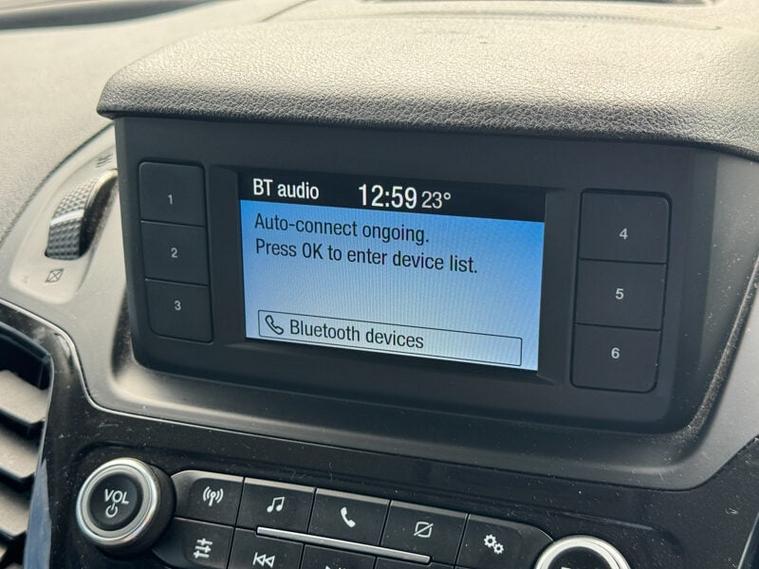 BT audio 12:59 23°
Auto-connect ongoing.
Press OK to enter device list.
Bluetooth devices
1
2
3
4
5
6
VOL